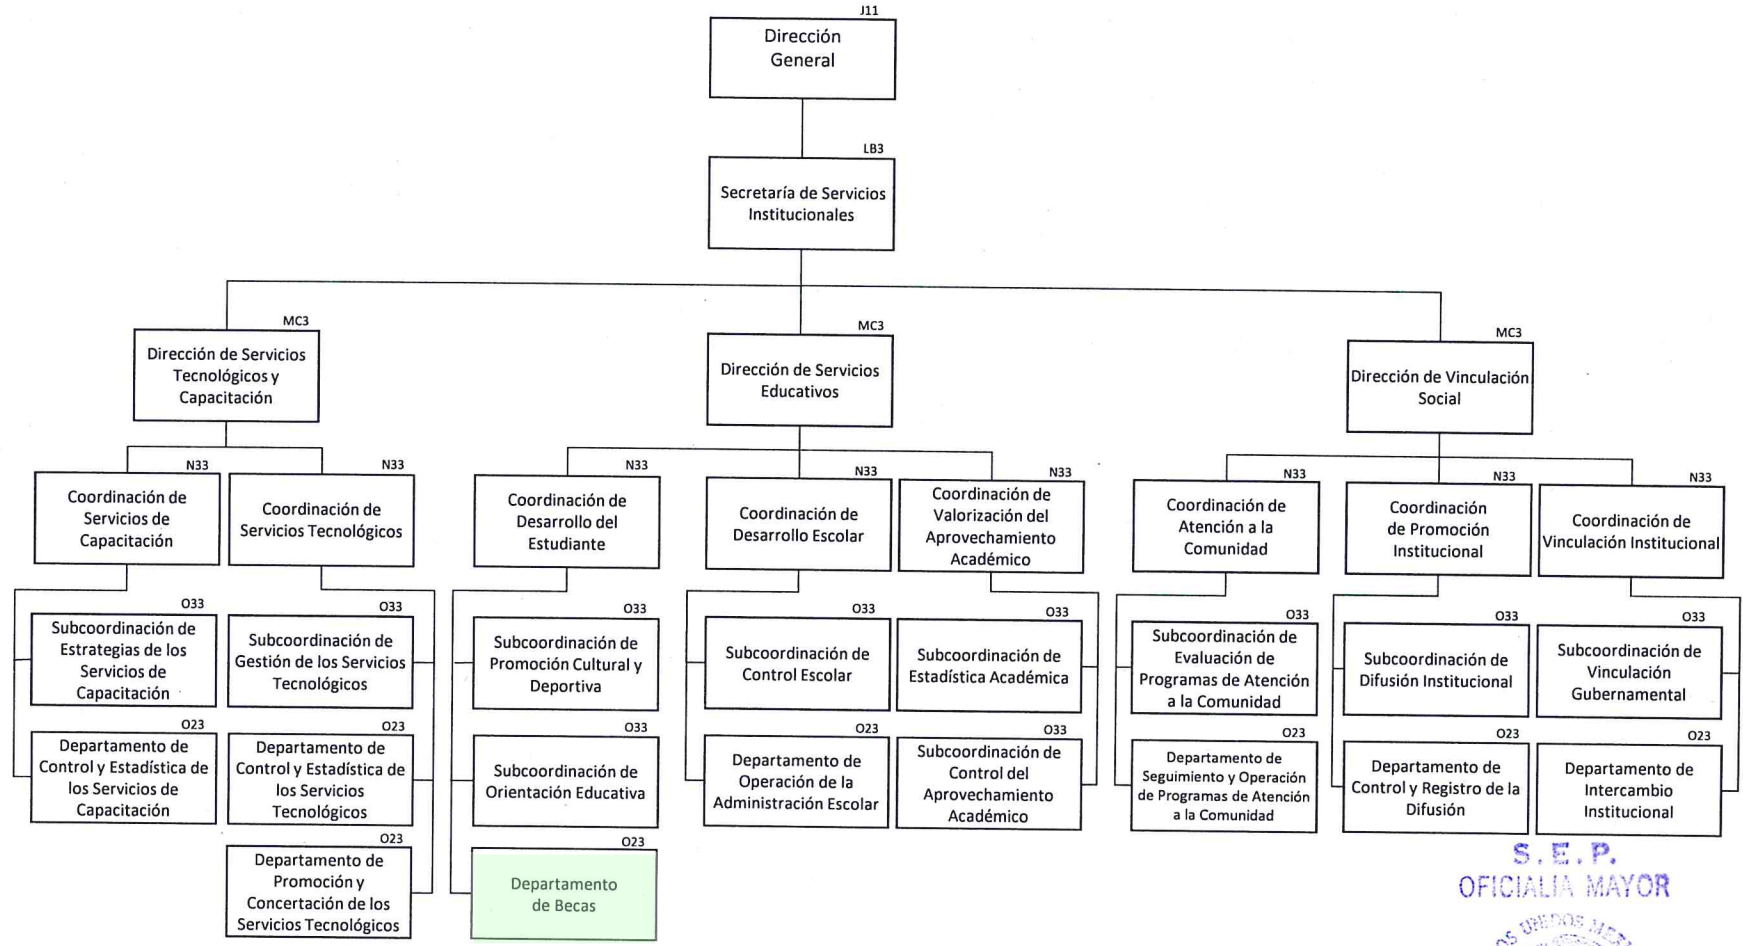 J11
Dirección
General
LB3
Secretaría de Servicios
Institucionales
MC3
Dirección de Servicios
Tecnológicos y
Capacitación
MC3
Dirección de Servicios
Educativos
MC3
Dirección de Vinculación
Social
N33
Coordinación de
Servicios de
Capacitación
N33
Coordinación de
Servicios Tecnológicos
N33
Coordinación de
Desarrollo del
Estudiante
N33
Coordinación de
Desarrollo Escolar
N33
Coordinación de
Valorización del
Aprovechamiento
Académico
N33
Coordinación de
Atención a la
Comunidad
N33
Coordinación
de Promoción
Institucional
N33
Coordinación de
Vinculación Institucional
O33
Subcoordinación de
Estrategias de los
Servicios de
Capacitación
O33
Subcoordinación de
Gestión de los Servicios
Tecnológicos
O33
Subcoordinación de
Promoción Cultural y
Deportiva
O33
Subcoordinación de
Control Escolar
O33
Subcoordinación de
Estadística Académica
O33
Subcoordinación de
Evaluación de
Programas de Atención
a la Comunidad
O33
Subcoordinación de
Difusión Institucional
O33
Subcoordinación de
Vinculación
Gubernamental
O23
Departamento de
Control y Estadística de
los Servicios de
Capacitación
O23
Departamento de
Control y Estadística de
los Servicios
Tecnológicos
O33
Subcoordinación de
Orientación Educativa
O23
Departamento de
Operación de la
Administración Escolar
O33
Subcoordinación de
Control del
Aprovechamiento
Académico
O23
Departamento de
Seguimiento y Operación
de Programas de Atención
a la Comunidad
O23
Departamento de
Control y Registro de la
Difusión
O23
Departamento de
Intercambio
Institucional
O23
Departamento de
Promoción y
Concertación de los
Servicios Tecnológicos
O23
Departamento
de Becas
S.E.P.
OFICIALIA MAYOR